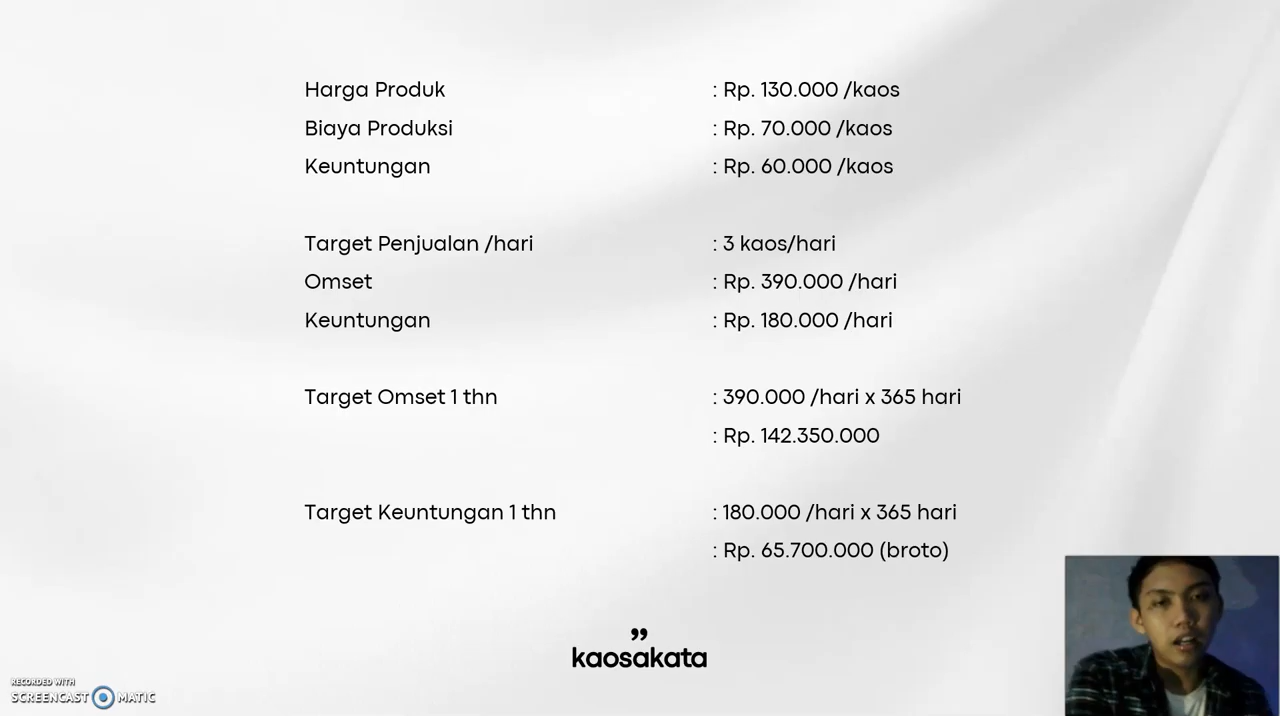 Harga Produk : Rp. 130.000 /kaos
Biaya Produksi : Rp. 70.000 /kaos
Keuntungan : Rp. 60.000 /kaos
Target Penjualan /hari : 3 kaos/hari
Omset : Rp. 390.000 /hari
Keuntungan : Rp. 180.000 /hari
Target Omset 1 thn : 390.000 /hari x 365 hari
: Rp. 142.350.000
Target Keuntungan 1 thn : 180.000 /hari x 365 hari
: Rp. 65.700.000 (broto)
”
kaosakata
RECORDED WITH
SCREENCAST MATIC